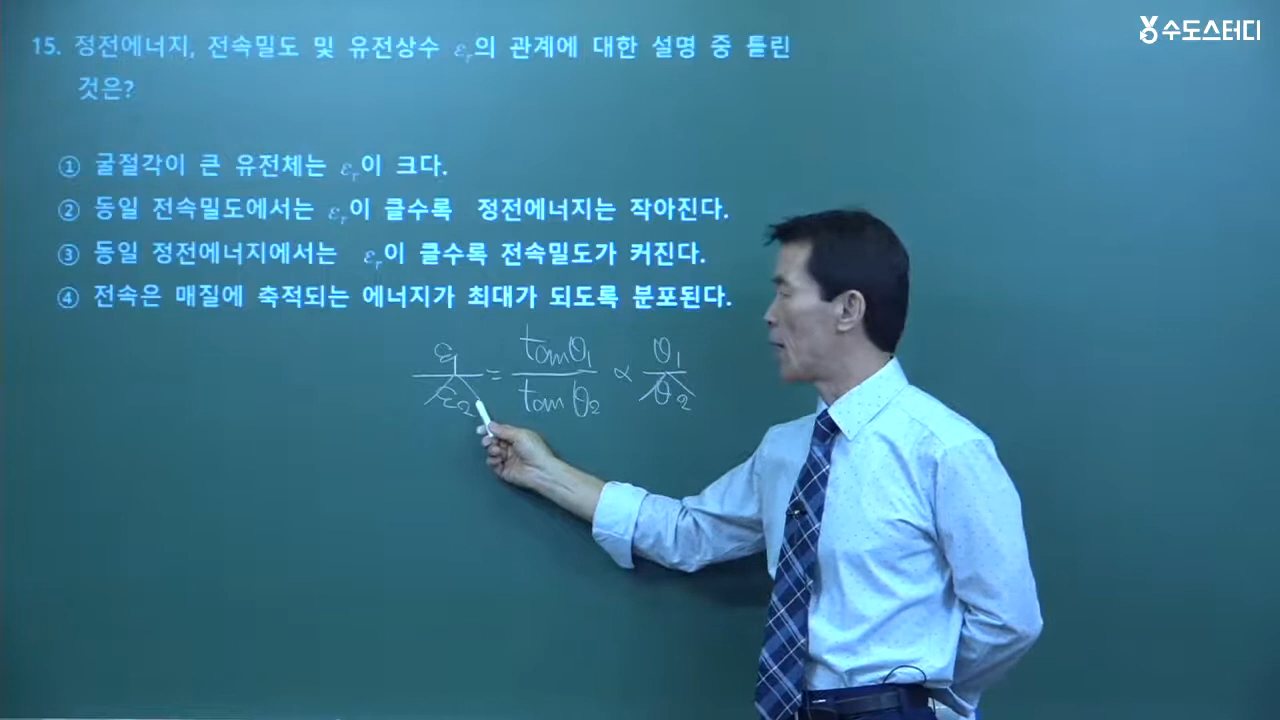 수도스터디
15. 정전에너지, 전속밀도 및 유전상수 εᵣ의 관계에 대한 설명 중 틀린
것은?
① 굴절각이 큰 유전체는 εᵣ이 크다.
② 동일 전속밀도에서는 εᵣ이 클수록 정전에너지는 작아진다.
③ 동일 정전에너지에서는 εᵣ이 클수록 전속밀도가 커진다.
④ 전속은 매질에 축적되는 에너지가 최대가 되도록 분포된다.
ε₁/ε₂ = tanθ₁/tanθ₂ ∝ θ₁/θ₂